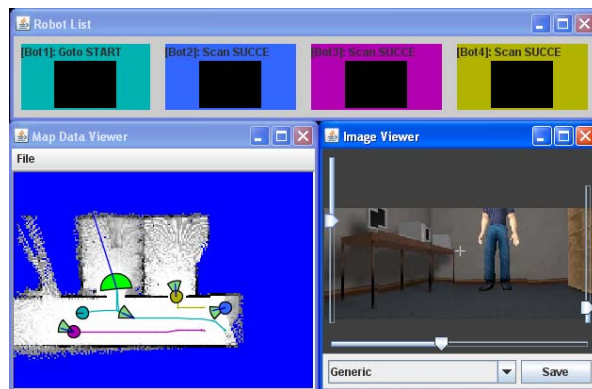 Robot List
[Bot1]: Goto START
[Bot2]: Scan SUCCE
[Bot3]: Scan SUCCE
[Bot4]: Scan SUCCE
Map Data Viewer
File
Image Viewer
Generic
Save